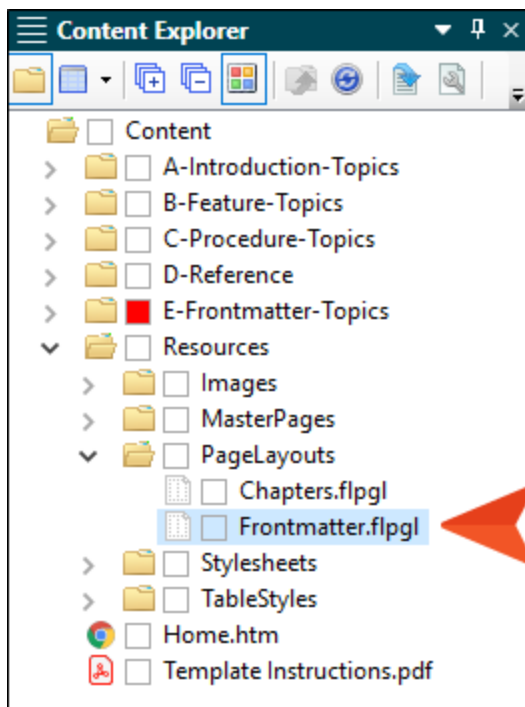 Content Explorer
Content
A-Introduction-Topics
B-Feature-Topics
C-Procedure-Topics
D-Reference
E-Frontmatter-Topics
Resources
Images
MasterPages
PageLayouts
Chapters.flpgl
Frontmatter.flpgl
Stylesheets
TableStyles
Home.htm
Template Instructions.pdf